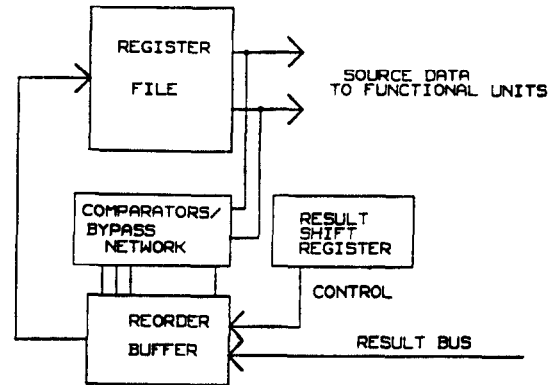 REGISTER
FILE
SOURCE DATA
TO FUNCTIONAL UNITS
COMPARATORS/
BYPASS
NETWORK
RESULT
SHIFT
REGISTER
CONTROL
REORDER
BUFFER
RESULT BUS